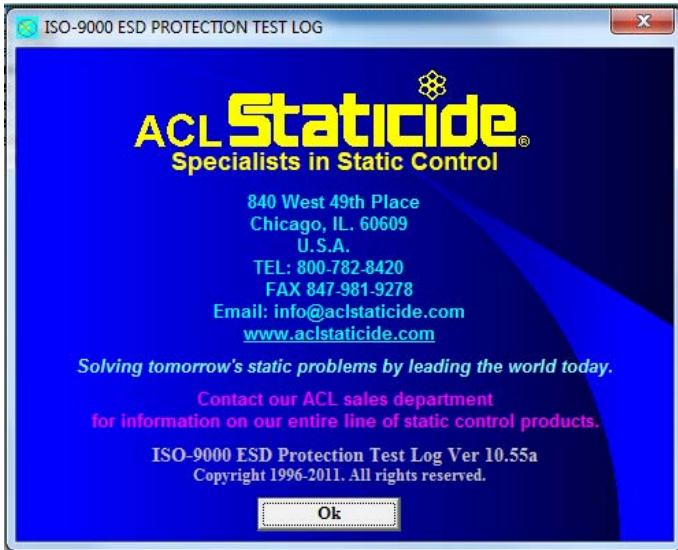 ISO-9000 ESD PROTECTION TEST LOG
ACL Staticide®
Specialists in Static Control
840 West 49th Place
Chicago, IL. 60609
U.S.A.
TEL: 800-782-8420
FAX 847-981-9278
Email: info@aclstaticide.com
www.aclstaticide.com
Solving tomorrow's static problems by leading the world today.
Contact our ACL sales department
for information on our entire line of static control products.
ISO-9000 ESD Protection Test Log Ver 10.55a
Copyright 1996-2011. All rights reserved.
Ok